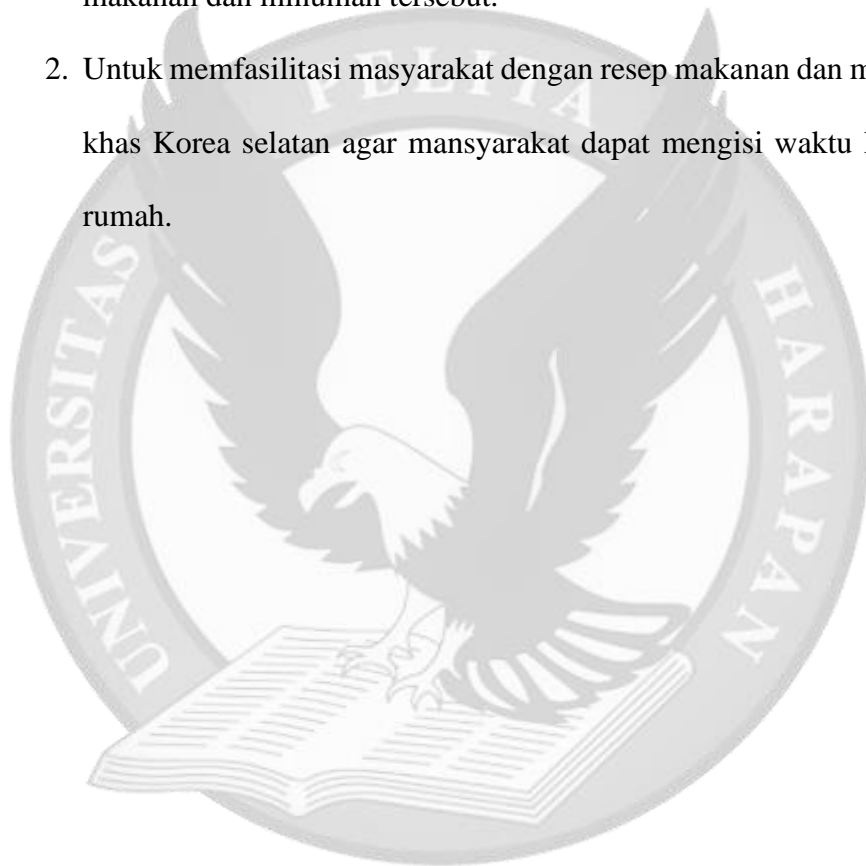 makanan dan minuman tersebut.
2. Untuk memfasilitasi masyarakat dengan resep makanan dan m
khas Korea selatan agar mansyarakat dapat mengisi waktu
rumah.
PELITA
UNIVERSITAS
HARAPAN